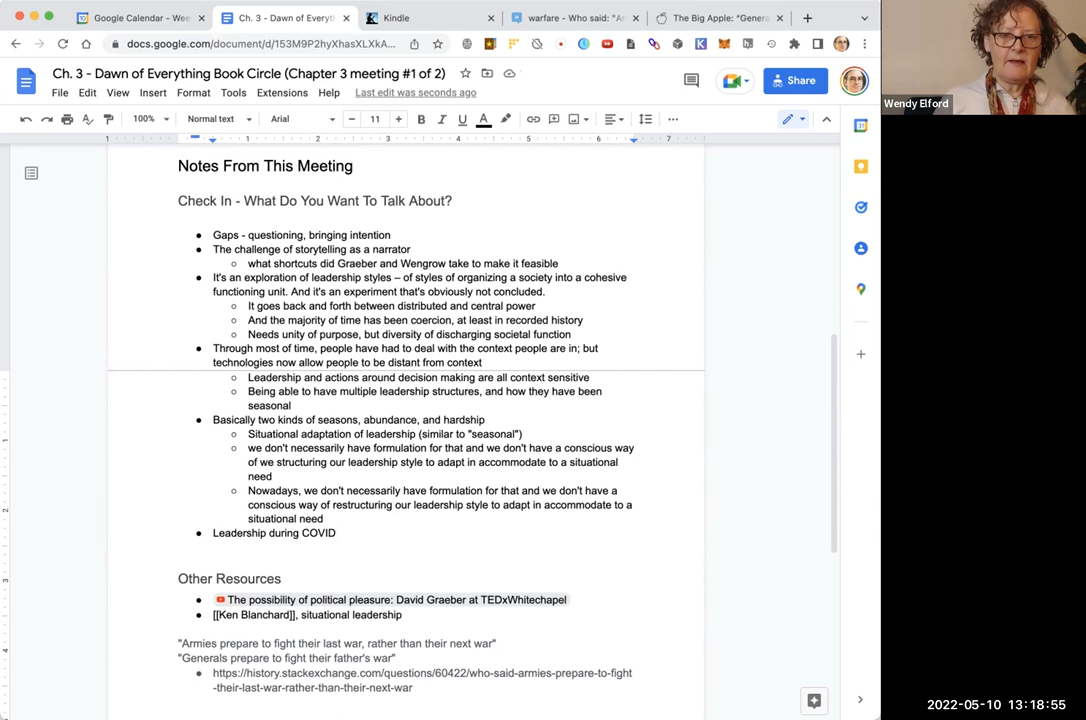 Google Calendar - Wee
Ch. 3 - Dawn of Everyt
Kindle
warfare - Who said: "A
The Big Apple: "Genera
docs.google.com/document/d/153M9P2hyXhasXLXkA...
Ch. 3 - Dawn of Everything Book Circle (Chapter 3 meeting #1 of 2)
Share
File Edit View Insert Format Tools Extensions Help Last edit was seconds ago
100% Normal text Arial 11
Wendy Elford
Notes From This Meeting
Check In - What Do You Want To Talk About?
Gaps - questioning, bringing intention
The challenge of storytelling as a narrator
what shortcuts did Graeber and Wengrow take to make it feasible
It's an exploration of leadership styles – of styles of organizing a society into a cohesive
functioning unit. And it's an experiment that's obviously not concluded.
It goes back and forth between distributed and central power
And the majority of time has been coercion, at least in recorded history
Needs unity of purpose, but diversity of discharging societal function
Through most of time, people have had to deal with the context people are in; but
technologies now allow people to be distant from context
Leadership and actions around decision making are all context sensitive
Being able to have multiple leadership structures, and how they have been
seasonal
Basically two kinds of seasons, abundance, and hardship
Situational adaptation of leadership (similar to "seasonal")
we don't necessarily have formulation for that and we don't have a conscious way
of we structuring our leadership style to adapt in accommodate to a situational
need
Nowadays, we don't necessarily have formulation for that and we don't have a
conscious way of restructuring our leadership style to adapt in accommodate to a
situational need
Leadership during COVID
Other Resources
The possibility of political pleasure: David Graeber at TEDxWhitechapel
[[Ken Blanchard]], situational leadership
"Armies prepare to fight their last war, rather than their next war"
"Generals prepare to fight their father's war"
https://history.stackexchange.com/questions/60422/who-said-armies-prepare-to-fight
-their-last-war-rather-than-their-next-war
2022-05-10 13:18:55